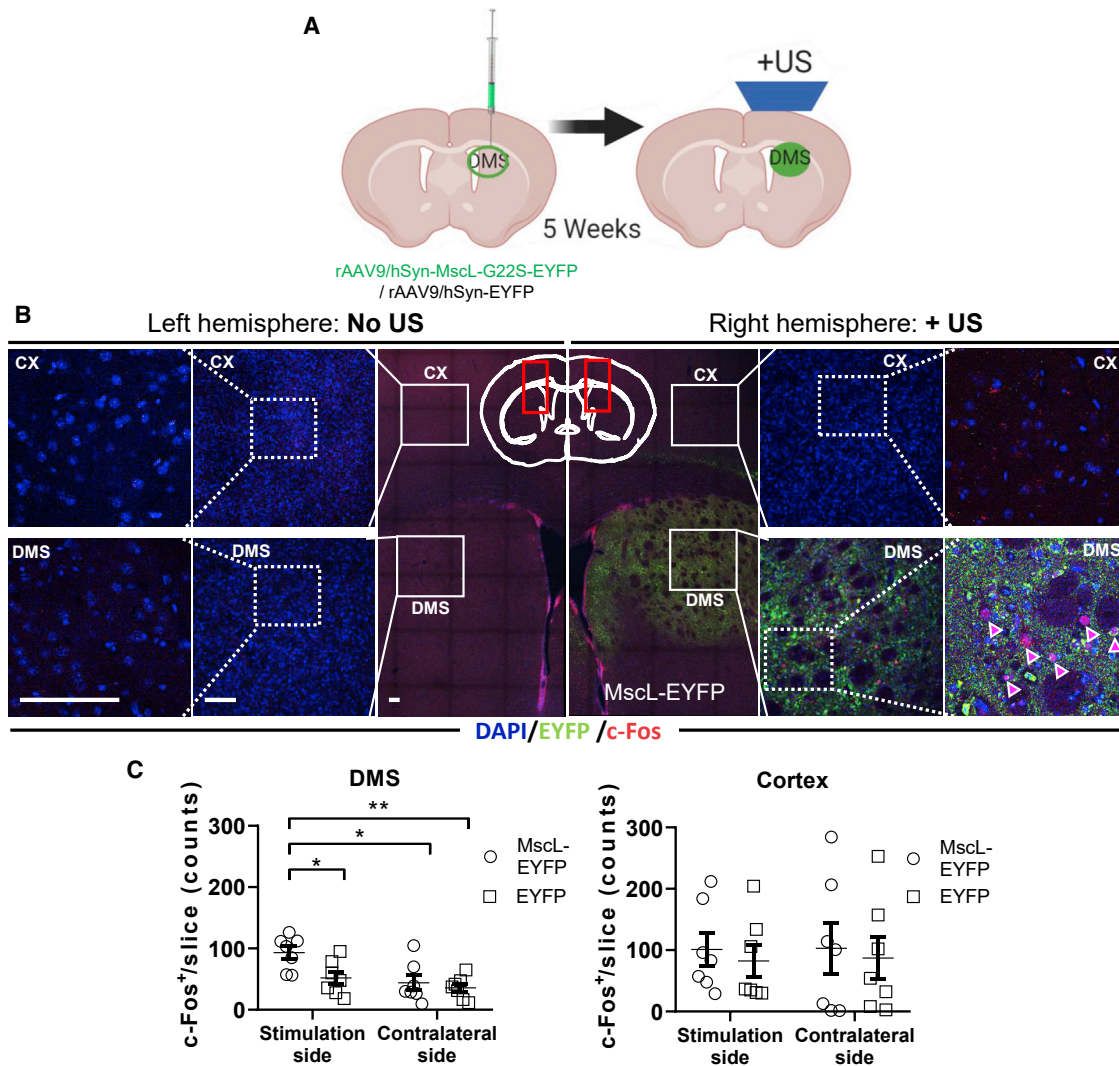 A
+US
DMS
DMS
5 Weeks
rAAV9/hSyn-MscL-G22S-EYFP
/ rAAV9/hSyn-EYFP
B
Left hemisphere: No US
Right hemisphere: + US
CX
CX
CX
CX
CX
CX
DMS
DMS
DMS
DMS
DMS
DMS
MscL-EYFP
DAPI/EYFP /c-Fos
C
DMS
c-Fos+/slice (counts)
300
200
100
0
**
*
*
MscL-
EYFP
EYFP
Stimulation
side
Contralateral
side
Cortex
c-Fos+/slice (counts)
300
200
100
0
MscL-
EYFP
EYFP
Stimulation
side
Contralateral
side